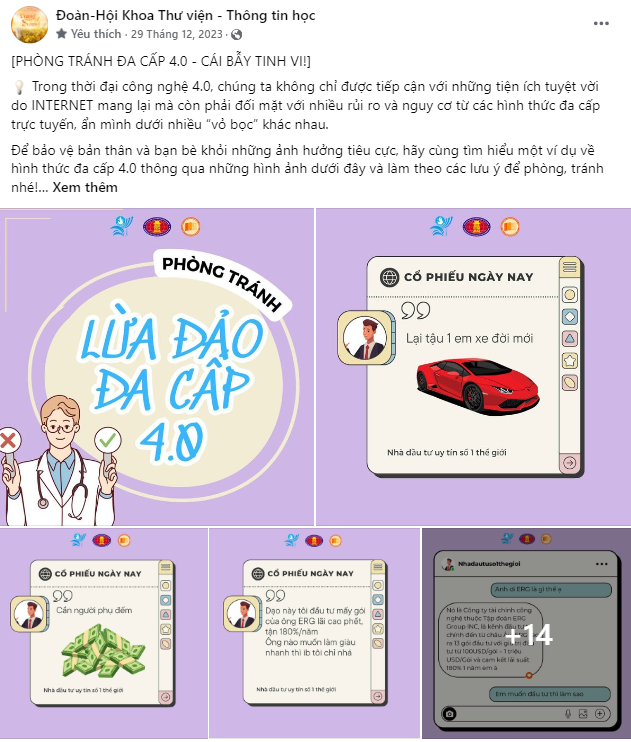 Đoàn-Hội Khoa Thư viện - Thông tin học
Yêu thích · 29 Tháng 12, 2023 ·
[PHÒNG TRÁNH ĐA CẤP 4.0 - CÁI BẪY TINH VI!]
Trong thời đại công nghệ 4.0, chúng ta không chỉ được tiếp cận với những tiện ích tuyệt vời
do INTERNET mang lại mà còn phải đối mặt với nhiều rủi ro và nguy cơ từ các hình thức đa cấp
trực tuyến, ẩn mình dưới nhiều “vỏ bọc” khác nhau.
Để bảo vệ bản thân và bạn bè khỏi những ảnh hưởng tiêu cực, hãy cùng tìm hiểu một ví dụ về
hình thức đa cấp 4.0 thông qua những hình ảnh dưới đây và làm theo các lưu ý để phòng, tránh
nhé!... Xem thêm
PHÒNG TRÁNH
LỪA ĐẢO
ĐA CẤP
4.0
CỔ PHIẾU NGÀY NAY
Lại tậu 1 em xe đời mới
Nhà đầu tư uy tín số 1 thế giới
CỔ PHIẾU NGÀY NAY
Cần người phụ đếm
Nhà đầu tư uy tín số 1 thế giới
CỔ PHIẾU NGÀY NAY
Dạo này tôi đầu tư mấy gói
của ông ERG lãi cao phết,
tận 180%/năm
Ông nào muốn làm giàu
nhanh thì ib tôi chỉ nhá
Nhà đầu tư uy tín số 1 thế giới
Nhadautuso1thegioi
Anh ơi ERG là gì thế ạ
Nó là Công ty tài chính công
nghệ thuộc Tập đoàn ERG
Group INC, là kênh đầu tư
chính đến từ châu
ra 13 gói đầu tư với
tư từ 100USD/gói - 1 triệu
USD/Gói và cam kết lãi suất
180% 1 năm em à
+14
Em muốn đầu tư thì làm sao